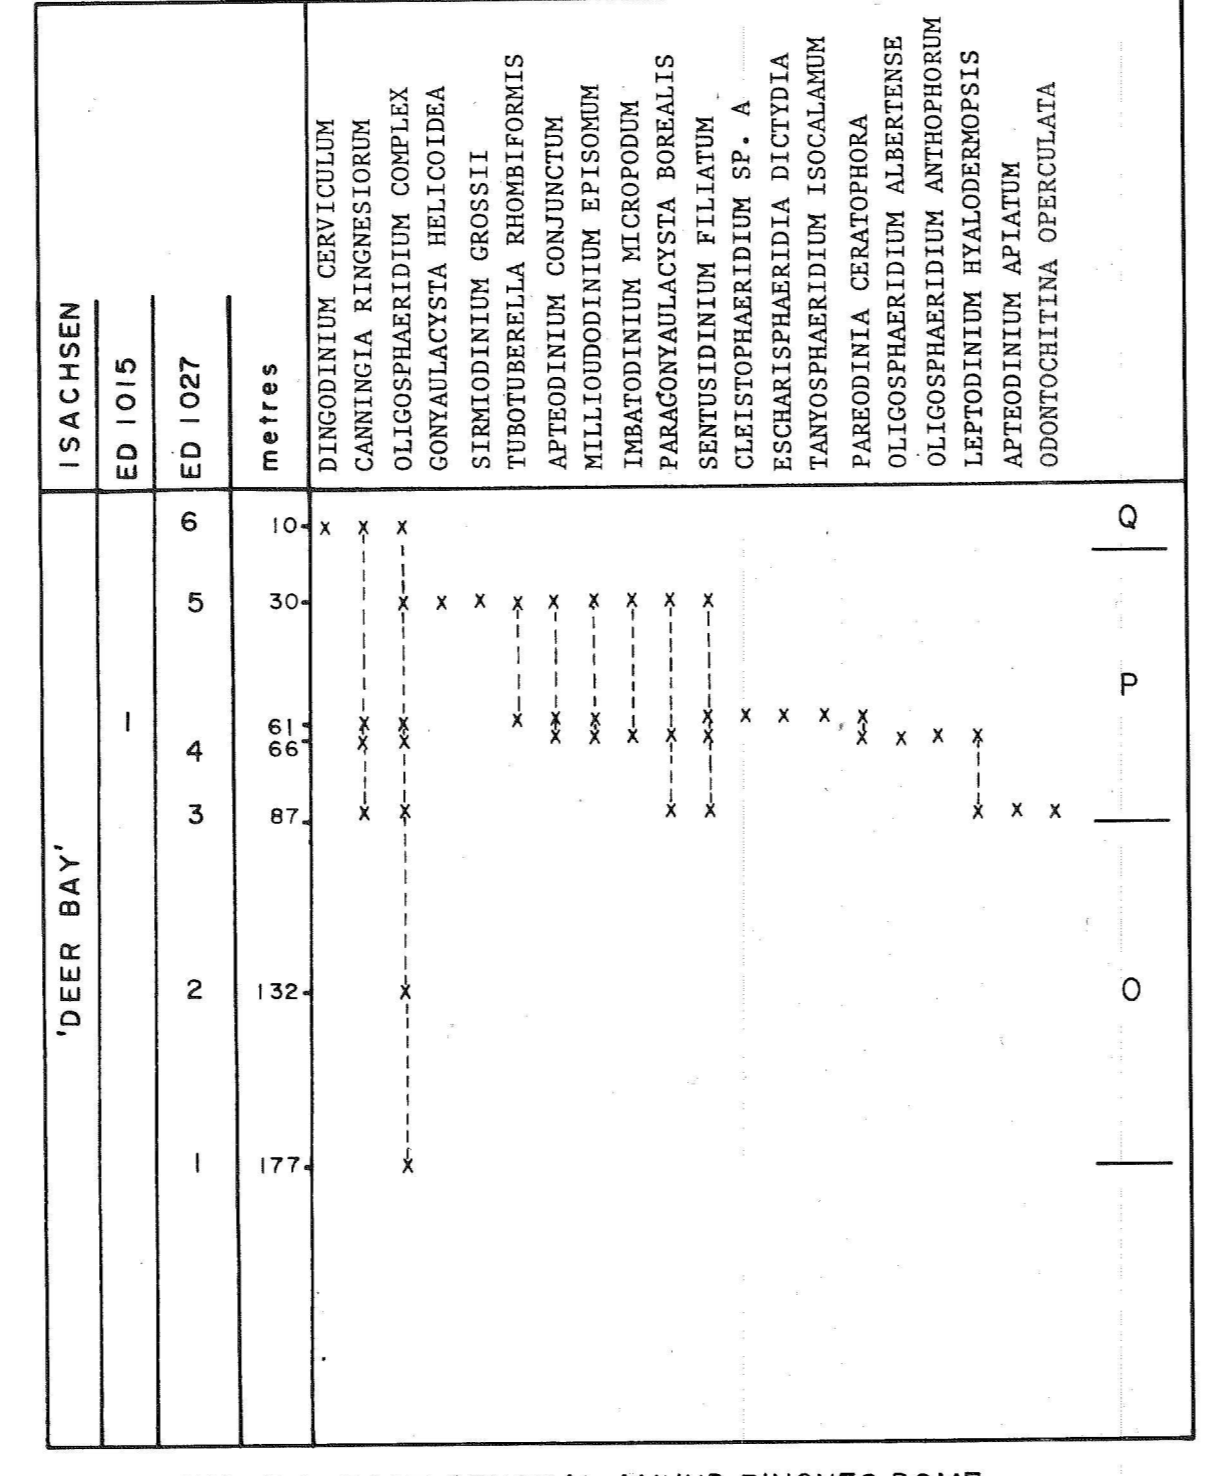 ISACHSEN
ED 1015
ED 1027
metres
DINGODINIUM CERVICULUM
CANNINGIA RINGNESIORUM
OLIGOSPHAERIDIUM COMPLEX
GONYAULACYSTA HELICOIDEA
SIRMIODINIUM GROSSII
TUBOTUBERELLA RHOMBIFORMIS
APTEODINIUM CONJUNCTUM
MILLIOUDODINIUM EPISOMUM
IMBATODINIUM MICROPODUM
PARAGONYAULACYSTA BOREALIS
SENTUSIDINIUM FILIATUM
CLEISTOPHAERIDIUM SP. A
ESCHARISPHAERIDIA DICTYDIA
TANYOSPHAERIDIUM ISOCALAMUM
PAREODINIA CERATOPHORA
OLIGOSPHAERIDIUM ALBERTENSE
OLIGOSPHAERIDIUM ANTHOPHORUM
LEPTODINIUM HYALODERMOPSIS
APTEODINIUM APIATUM
ODONTOCHITINA OPERCULATA
'DEER BAY'
6 10 x x x Q
5 30 x x x x x x x x x
P
1 61 x x x x x x x x x x
4 66 x x x x x x x x x x x
3 87 x x x x x x x
2 132 x O
1 177 x